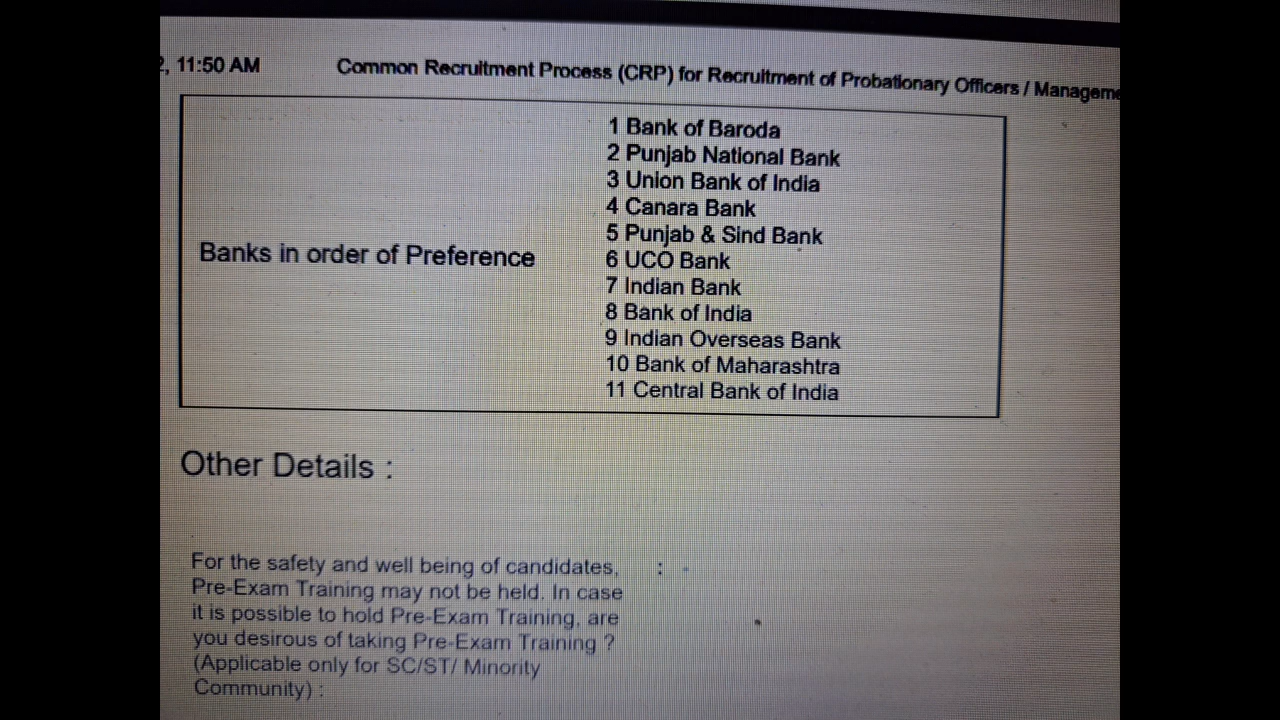 2, 11:50 AM
Common Recruitment Process (CRP) for Recruitment of Probationary Officers / Manageme
1 Bank of Baroda
2 Punjab National Bank
3 Union Bank of India
4 Canara Bank
5 Punjab & Sind Bank
Banks in order of Preference
6 UCO Bank
7 Indian Bank
8 Bank of India
9 Indian Overseas Bank
10 Bank of Maharashtra
11 Central Bank of India
Other Details :
For the safety and well being of candidates, : -
Pre-Exam Training may not be held. In case
it is possible to hold Pre-Exam Training, are
you desirous of taking Pre-Exam Training ?
(Applicable only for SC/ST/ Minority
Community) :